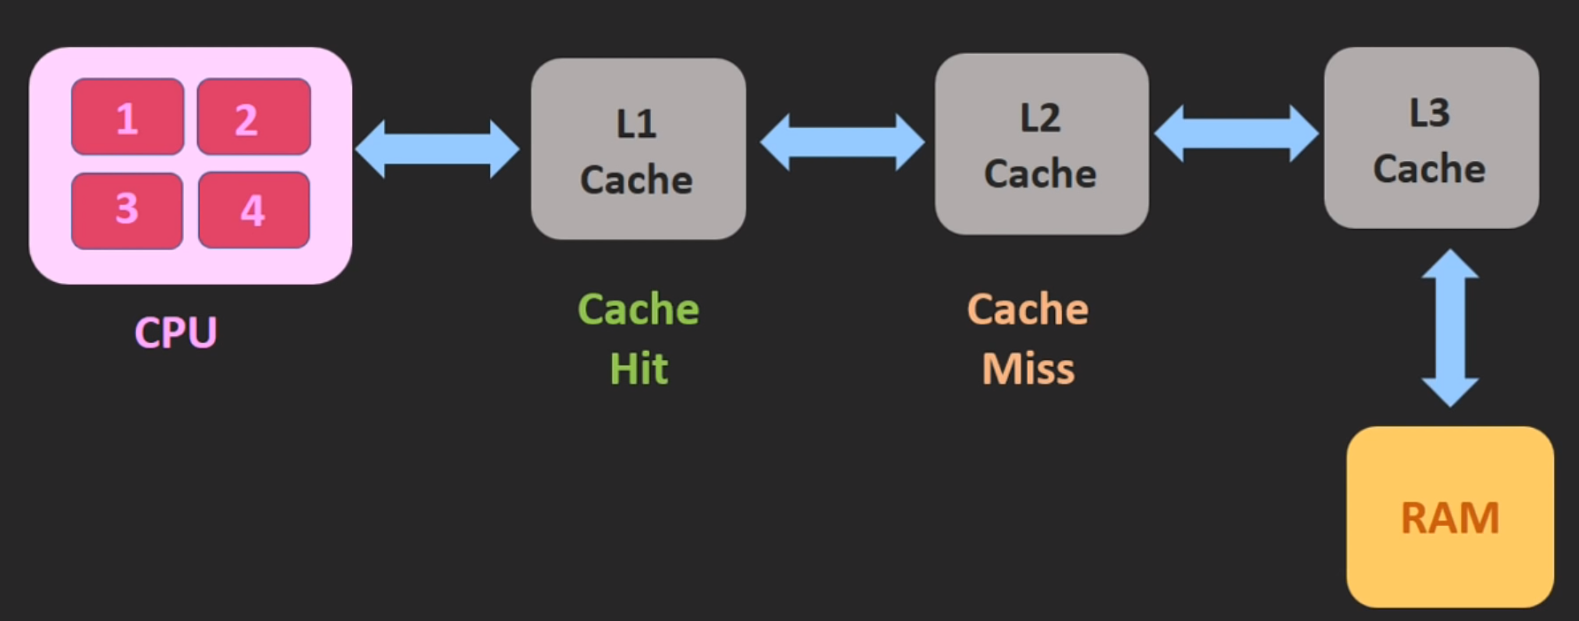 1 2
3 4
CPU
L1
Cache
L2
Cache
L3
Cache
Cache
Hit
Cache
Miss
RAM